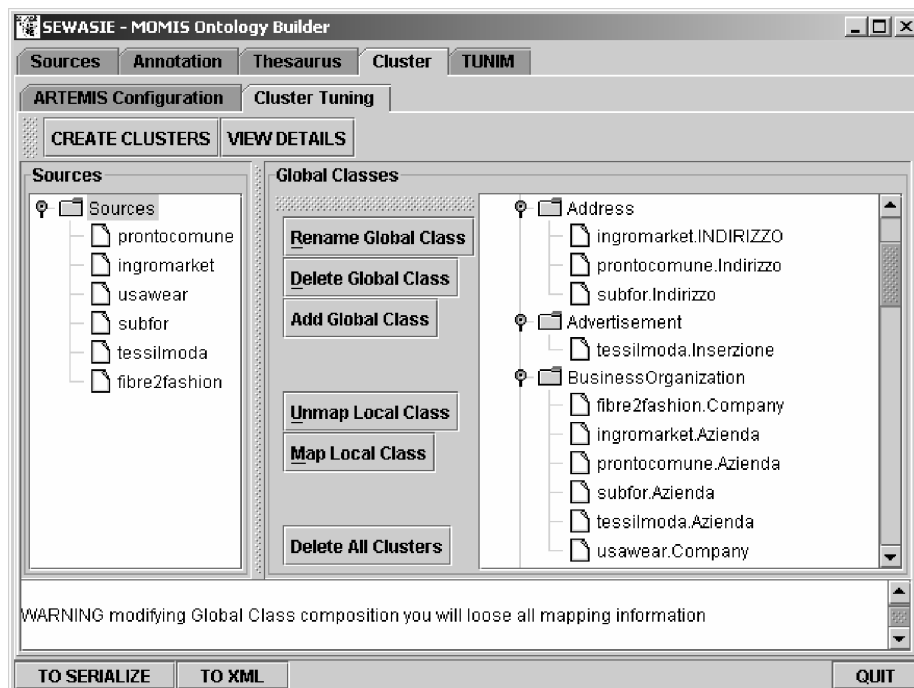 SEWASIE - MOMIS Ontology Builder
Sources Annotation Thesaurus Cluster TUNIM
ARTEMIS Configuration Cluster Tuning
CREATE CLUSTERS VIEW DETAILS
Sources
Sources
prontocomune
ingromarket
usawear
subfor
tessilmoda
fibre2fashion
Global Classes
Rename Global Class
Delete Global Class
Add Global Class
Unmap Local Class
Map Local Class
Delete All Clusters
Address
ingromarket.INDIRIZZO
prontocomune.Indirizzo
subfor.Indirizzo
Advertisement
tessilmoda.Inserzione
BusinessOrganization
fibre2fashion.Company
ingromarket.Azienda
prontocomune.Azienda
subfor.Azienda
tessilmoda.Azienda
usawear.Company
WARNING modifying Global Class composition you will loose all mapping information
TO SERIALIZE TO XML QUIT